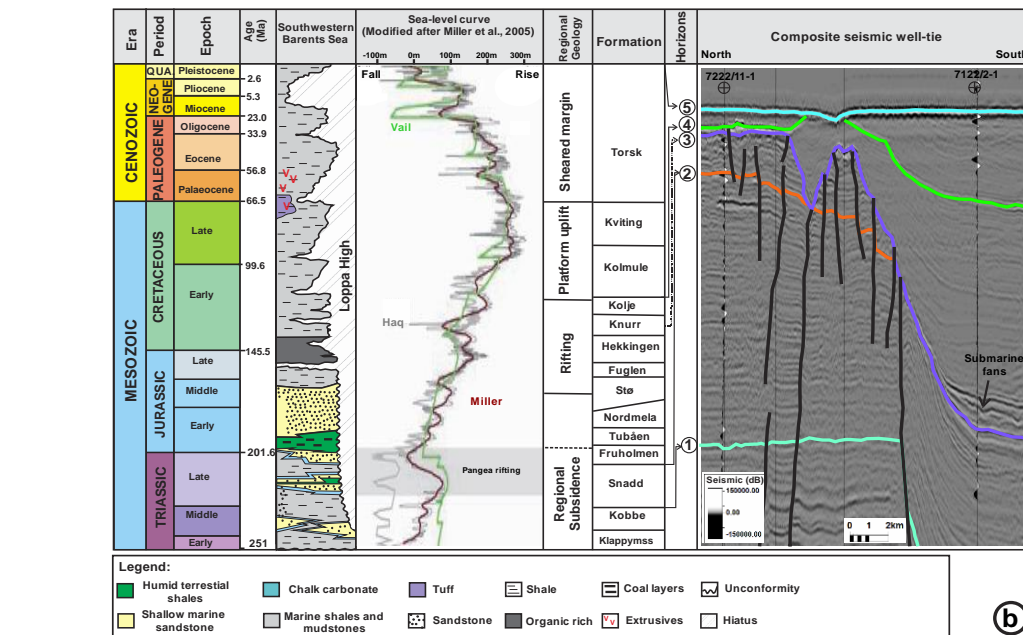 Era
Period
Epoch
Age
(Ma)
Southwestern
Barents Sea
Sea-level curve
(Modified after Miller et al., 2005)
-100m 0m 100m 200m 300m
Regional
Geology
Formation
Horizons
Composite seismic well-tie
North
South
CENOZOIC
MESOZOIC
QUA
NEO-
GENE
PALEOGENE
CRETACEOUS
JURASSIC
TRIASSIC
Pleistocene
Pliocene
Miocene
Oligocene
Eocene
Palaeocene
Late
Early
Late
Middle
Early
Late
Middle
Early
2.6
5.3
23.0
33.9
56.8
66.5
99.6
145.5
201.6
251
V
V
V
V
Loppa High
Fall
Rise
Vail
Haq
Miller
Pangea rifting
Sheared margin
Platform uplift
Rifting
Regional
Subsidence
Torsk
Kviting
Kolmule
Kolje
Knurr
Hekkingen
Fuglen
Stø
Nordmela
Tubåen
Fruholmen
Snadd
Kobbe
Klappymss
5
4
3
2
1
7222/11-1
7122/2-1
Submarine
fans
Seismic (dB)
150000.00
0.00
-150000.00
0 1 2km
Legend:
Humid terrestial
shales
Chalk carbonate
Tuff
Shale
Coal layers
Unconformity
Shallow marine
sandstone
Marine shales and
mudstones
Sandstone
Organic rich
V V Extrusives
Hiatus
b